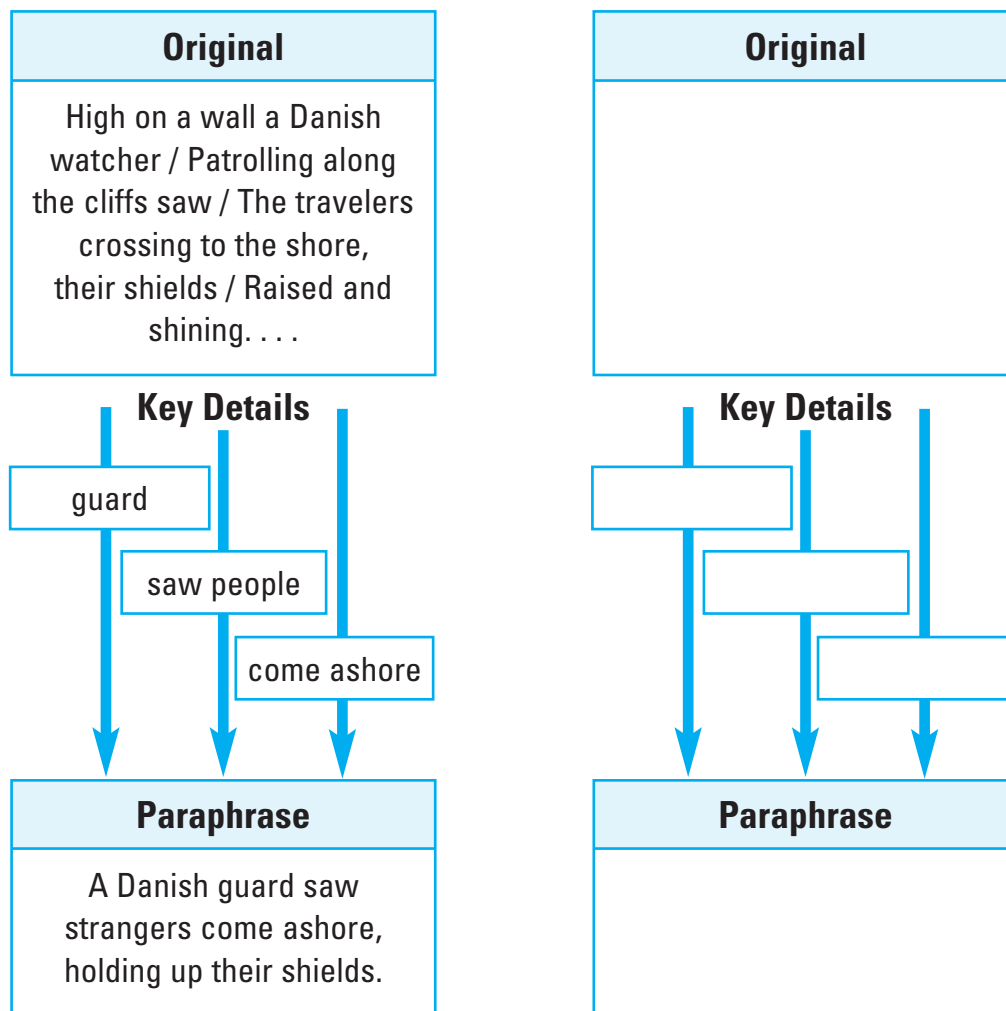 Original
High on a wall a Danish
watcher / Patrolling along
the cliffs saw / The travelers
crossing to the shore,
their shields / Raised and
shining. . . .
Key Details
guard
saw people
come ashore
Paraphrase
A Danish guard saw
strangers come ashore,
holding up their shields.
Original
Key Details
Paraphrase